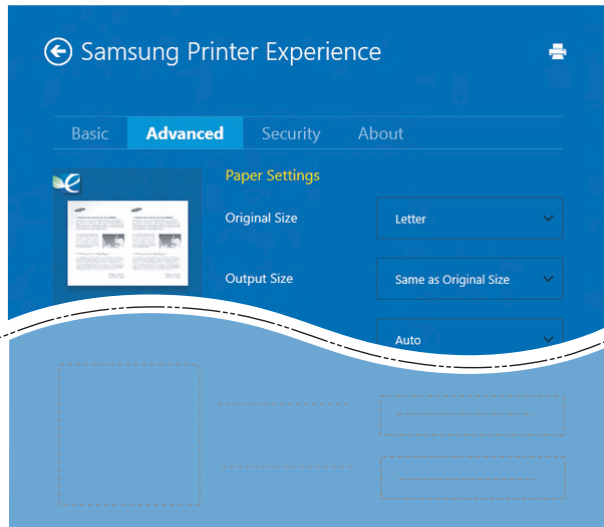 Samsung Printer Experience
Basic Advanced Security About
Paper Settings
Original Size Letter
Output Size Same as Original Size
Auto